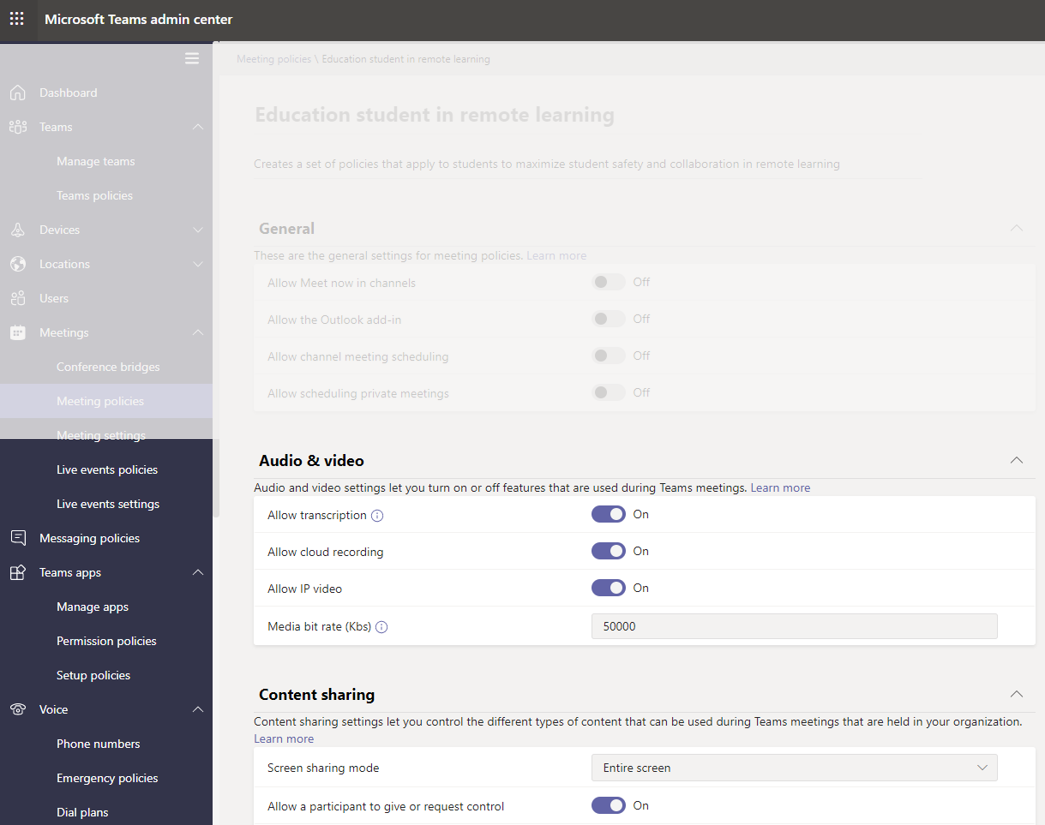 Microsoft Teams admin center
Dashboard
Teams
Manage teams
Teams policies
Devices
Locations
Users
Meetings
Conference bridges
Meeting policies
Meeting settings
Live events policies
Live events settings
Messaging policies
Teams apps
Manage apps
Permission policies
Setup policies
Voice
Phone numbers
Emergency policies
Dial plans
Meeting policies \ Education student in remote learning
Education student in remote learning
Creates a set of policies that apply to students to maximize student safety and collaboration in remote learning
General
These are the general settings for meeting policies. Learn more
Allow Meet now in channels Off
Allow the Outlook add-in Off
Allow channel meeting scheduling Off
Allow scheduling private meetings Off
Audio & video
Audio and video settings let you turn on or off features that are used during Teams meetings. Learn more
Allow transcription On
Allow cloud recording On
Allow IP video On
Media bit rate (Kbs) 50000
Content sharing
Content sharing settings let you control the different types of content that can be used during Teams meetings that are held in your organization.
Learn more
Screen sharing mode Entire screen
Allow a participant to give or request control On